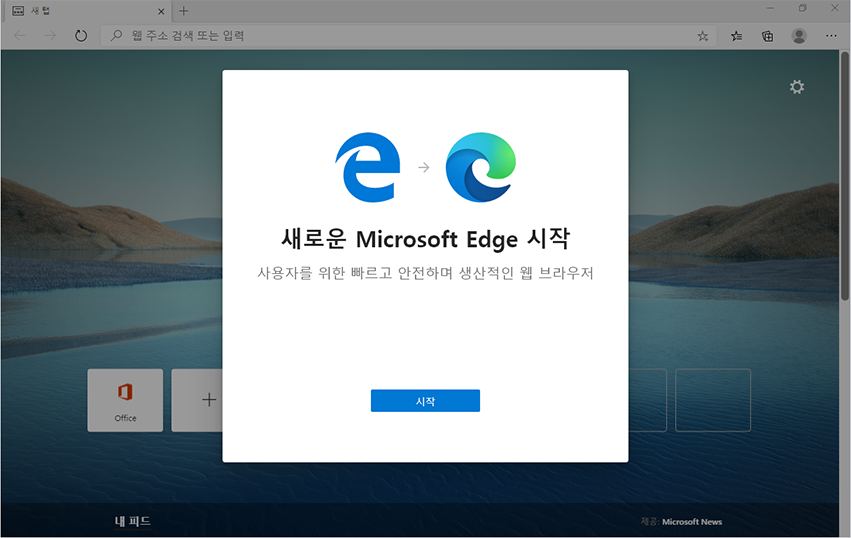 새 탭
웹 주소 검색 또는 입력
새로운 Microsoft Edge 시작
사용자를 위한 빠르고 안전하며 생산적인 웹 브라우저
시작
Office
내 피드
제공: Microsoft News